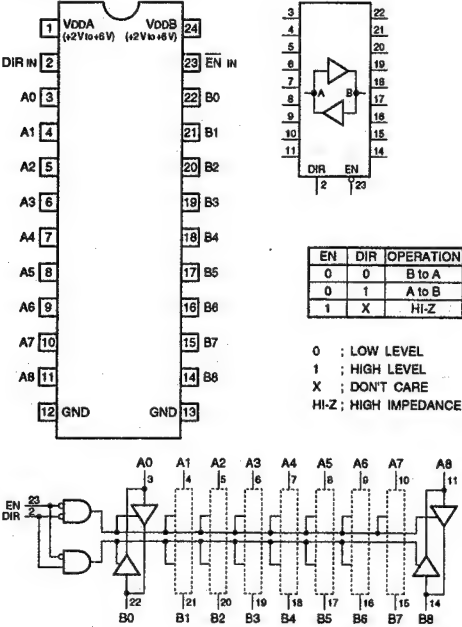 1 VDDA (+2Vto+6V)
VDDB (+2Vto+6V) 24
DIR IN 2
23 EN IN
A0 3
22 B0
A1 4
21 B1
A2 5
20 B2
A3 6
19 B3
A4 7
18 B4
A5 8
17 B5
A6 9
16 B6
A7 10
15 B7
A8 11
14 B8
12 GND
GND 13
3 22
4 21
5 20
6 19
7 18
8 17
9 16
10 15
11 14
A B
DIR EN
2 23
EN DIR OPERATION
0 0 B to A
0 1 A to B
1 X Hi-Z
0 ; LOW LEVEL
1 ; HIGH LEVEL
X ; DON'T CARE
HI-Z ; HIGH IMPEDANCE
A0 A1 A2 A3 A4 A5 A6 A7 A8
3 4 5 6 7 8 9 10 11
EN 23
DIR 2
22 21 20 19 18 17 16 15 14
B0 B1 B2 B3 B4 B5 B6 B7 B8